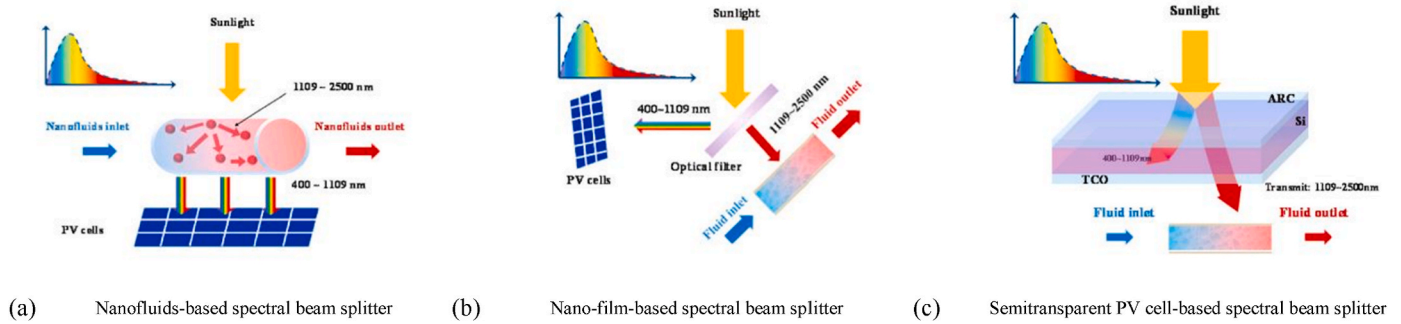 Sunlight
1109~ 2500 nm
Nanofluids inlet
Nanofluids outlet
400 ~ 1109 nm
PV cells
(a) Nanofluids-based spectral beam splitter
Sunlight
400~1109 nm
1109~2500 nm
Fluid outlet
PV cells
Optical filter
Fluid inlet
(b) Nano-film-based spectral beam splitter
Sunlight
ARC
Si
400~1109nm
TCO
Transmit: 1109~2500nm
Fluid inlet
Fluid outlet
(c) Semitransparent PV cell-based spectral beam splitter